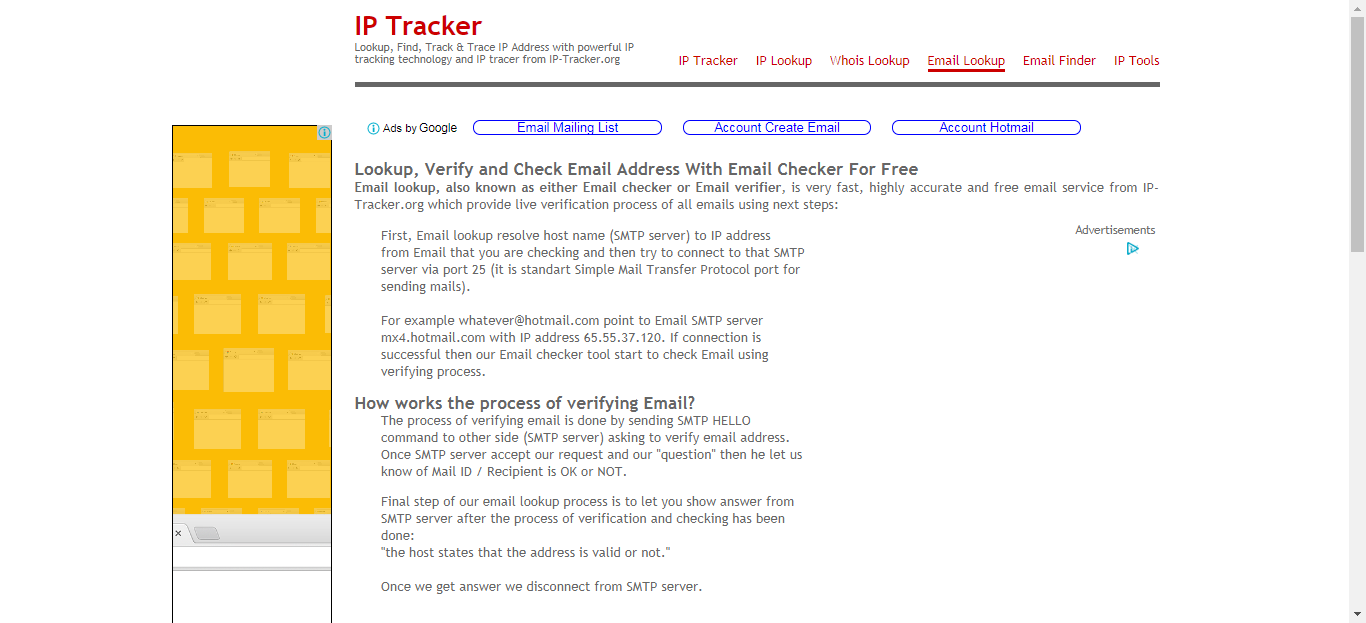 IP Tracker
Lookup, Find, Track & Trace IP Address with powerful IP
tracking technology and IP tracer from IP-Tracker.org
IP Tracker IP Lookup Whois Lookup Email Lookup Email Finder IP Tools
Ads by Google Email Mailing List Account Create Email Account Hotmail
Lookup, Verify and Check Email Address With Email Checker For Free
Email lookup, also known as either Email checker or Email verifier, is very fast, highly accurate and free email service from IP-
Tracker.org which provide live verification process of all emails using next steps:
Advertisements
First, Email lookup resolve host name (SMTP server) to IP address
from Email that you are checking and then try to connect to that SMTP
server via port 25 (it is standart Simple Mail Transfer Protocol port for
sending mails).
For example whatever@hotmail.com point to Email SMTP server
mx4.hotmail.com with IP address 65.55.37.120. If connection is
successful then our Email checker tool start to check Email using
verifying process.
How works the process of verifying Email?
The process of verifying email is done by sending SMTP HELLO
command to other side (SMTP server) asking to verify email address.
Once SMTP server accept our request and our "question" then he let us
know of Mail ID / Recipient is OK or NOT.
Final step of our email lookup process is to let you show answer from
SMTP server after the process of verification and checking has been
done:
"the host states that the address is valid or not."
Once we get answer we disconnect from SMTP server.